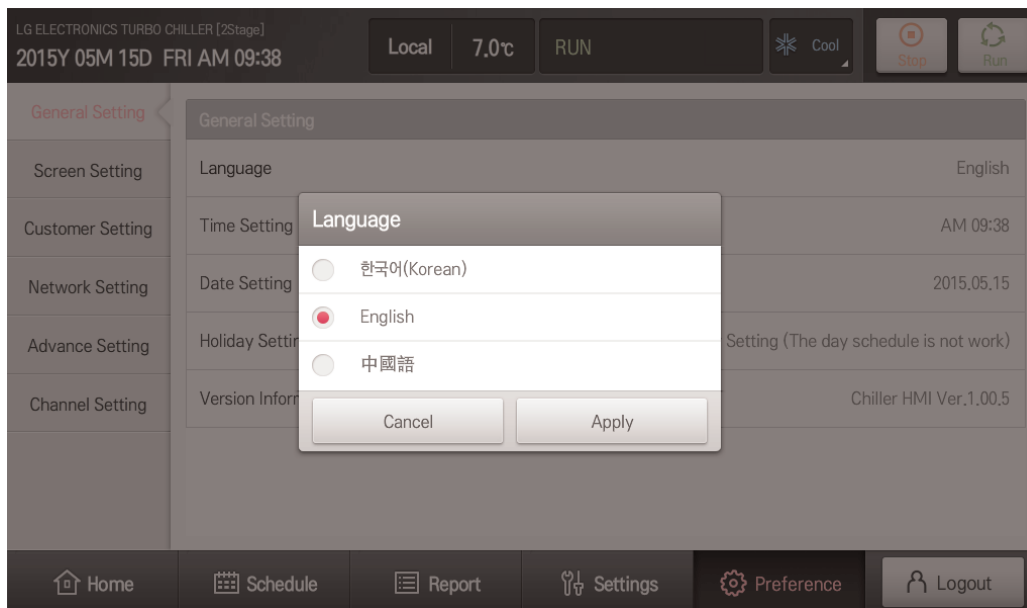 LG ELECTRONICS TURBO CHILLER [2Stage]
2015Y 05M 15D FRI AM 09:38
Local 7.0℃ RUN Cool Stop Run
General Setting
Screen Setting
Customer Setting
Network Setting
Advance Setting
Channel Setting
General Setting
Language English
Time Setting AM 09:38
Date Setting 2015.05.15
Holiday Setting (The day schedule is not work)
Version Chiller HMI Ver.1.00.5
Language
한국어(Korean)
English
中國語
Cancel Apply
Home Schedule Report Settings Preference Logout